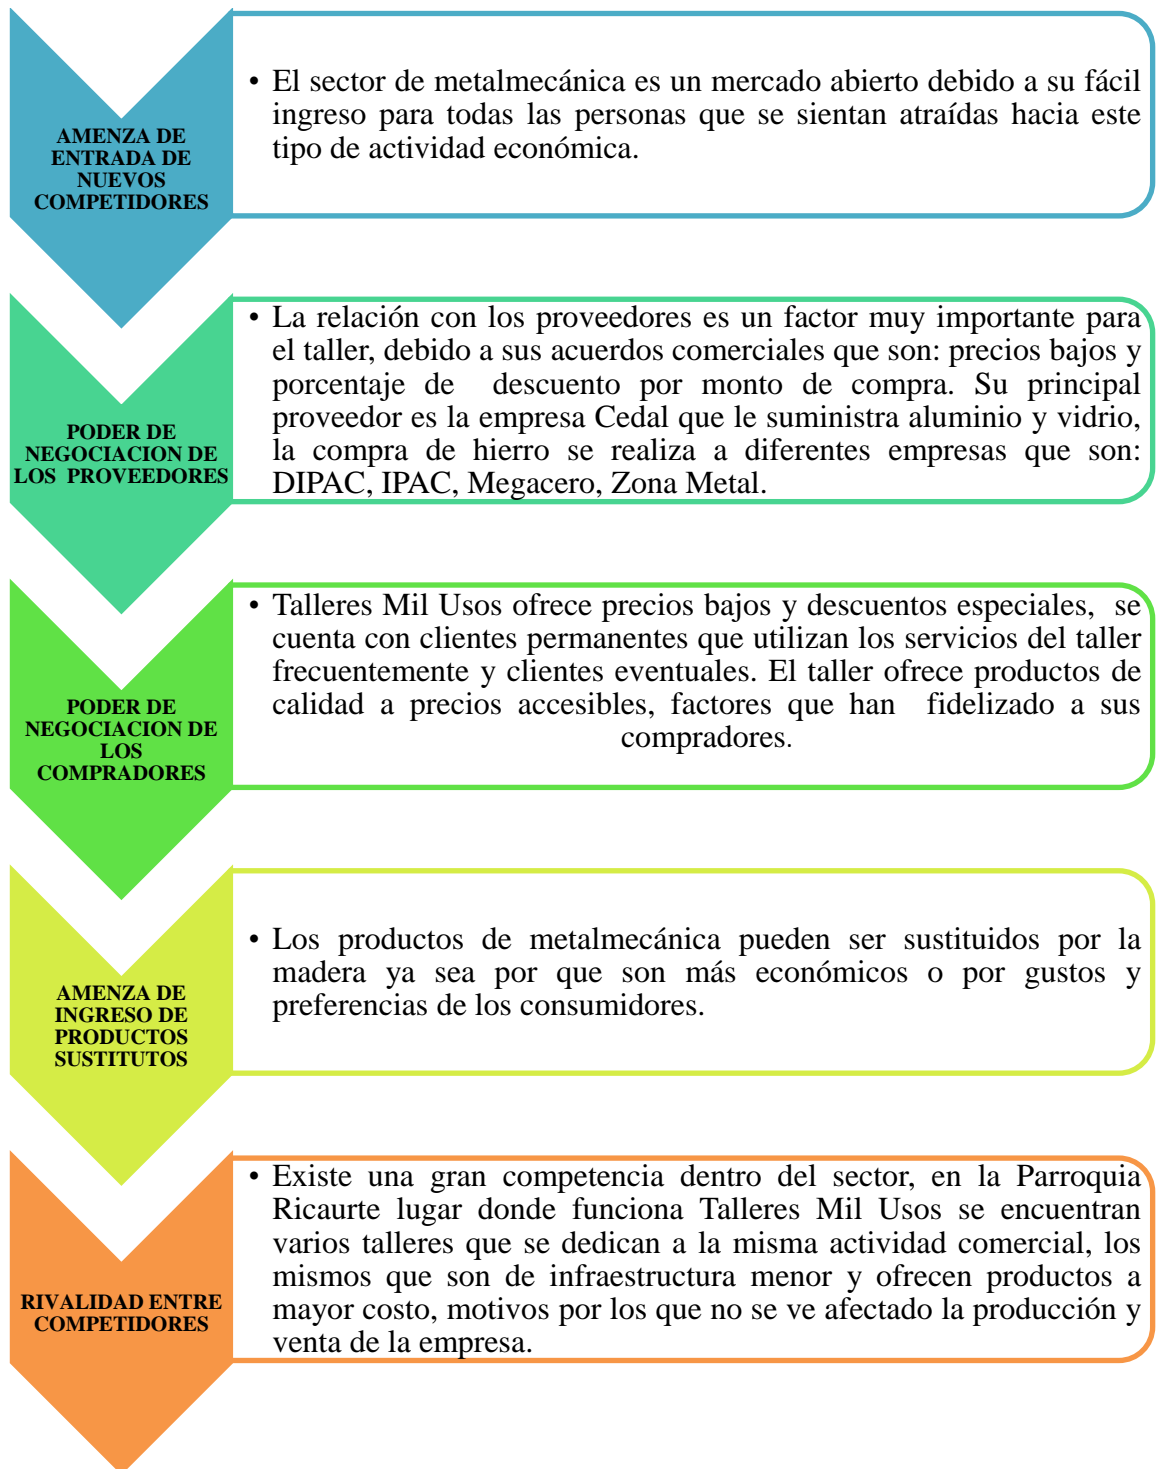 AMENZA DE
ENTRADA DE
NUEVOS
COMPETIDORES
• El sector de metalmecánica es un mercado abierto debido a su fácil
ingreso para todas las personas que se sientan atraídas hacia este
tipo de actividad económica.
PODER DE
NEGOCIACION DE
LOS PROVEEDORES
• La relación con los proveedores es un factor muy importante para
el taller, debido a sus acuerdos comerciales que son: precios bajos y
porcentaje de descuento por monto de compra. Su principal
proveedor es la empresa Cedal que le suministra aluminio y vidrio,
la compra de hierro se realiza a diferentes empresas que son:
DIPAC, IPAC, Megacero, Zona Metal.
PODER DE
NEGOCIACION DE
LOS
COMPRADORES
• Talleres Mil Usos ofrece precios bajos y descuentos especiales, se
cuenta con clientes permanentes que utilizan los servicios del taller
frecuentemente y clientes eventuales. El taller ofrece productos de
calidad a precios accesibles, factores que han fidelizado a sus
compradores.
AMENZA DE
INGRESO DE
PRODUCTOS
SUSTITUTOS
• Los productos de metalmecánica pueden ser sustituidos por la
madera ya sea por que son más económicos o por gustos y
preferencias de los consumidores.
RIVALIDAD ENTRE
COMPETIDORES
• Existe una gran competencia dentro del sector, en la Parroquia
Ricaurte lugar donde funciona Talleres Mil Usos se encuentran
varios talleres que se dedican a la misma actividad comercial, los
mismos que son de infraestructura menor y ofrecen productos a
mayor costo, motivos por los que no se ve afectado la producción y
venta de la empresa.